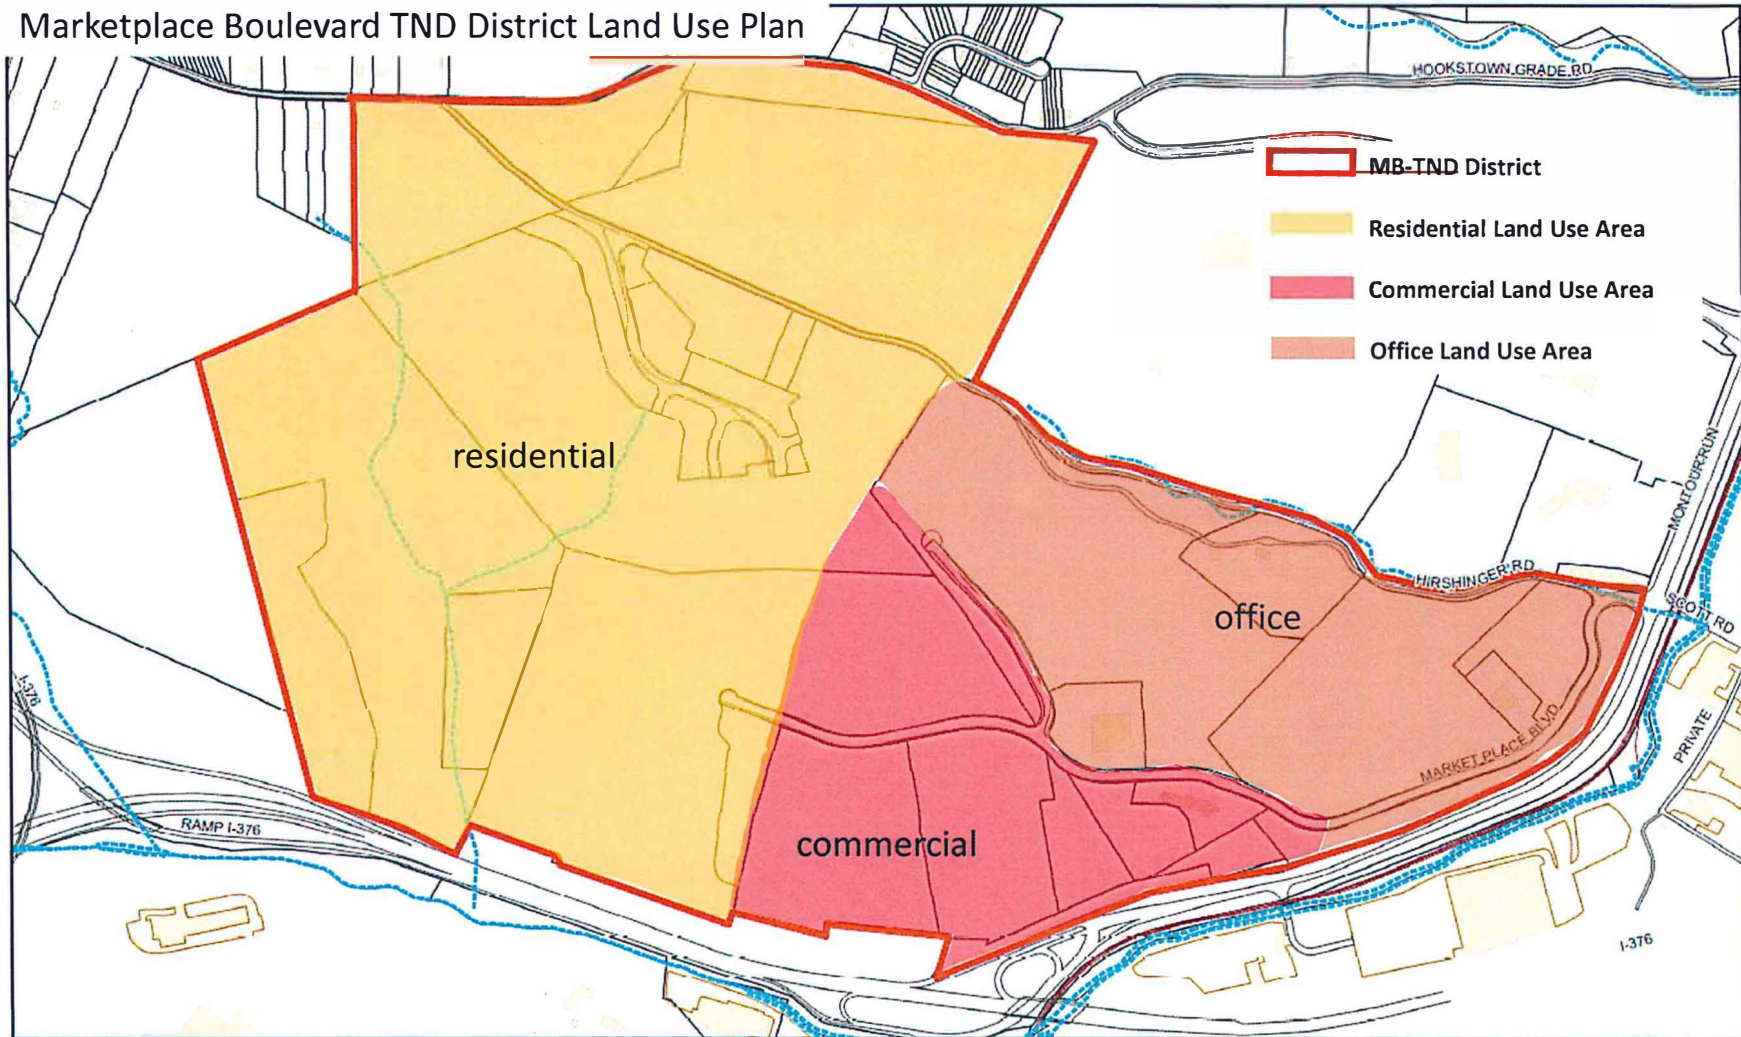 Marketplace Boulevard TND District Land Use Plan
HOOKSTOWN GRADE RD
MB-TND District
Residential Land Use Area
Commercial Land Use Area
Office Land Use Area
residential
MONTOUR RUN
HIRSHINGER RD
SCOTT RD
office
I-376
MARKET PLACE BLVD
PRIVATE
RAMP I-376
commercial
I-376